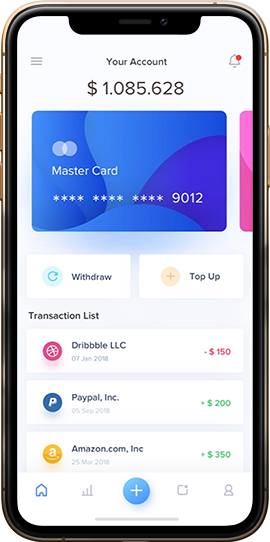 Your Account
$ 1.085.628
Master Card
**** **** **** 9012
Withdraw
Top Up
Transaction List
Dribbble LLC
07 Jan 2018
- $ 150
Paypal, Inc.
05 Sep 2018
+ $ 200
Amazon.com, Inc
25 Mar 2018
+ $ 350